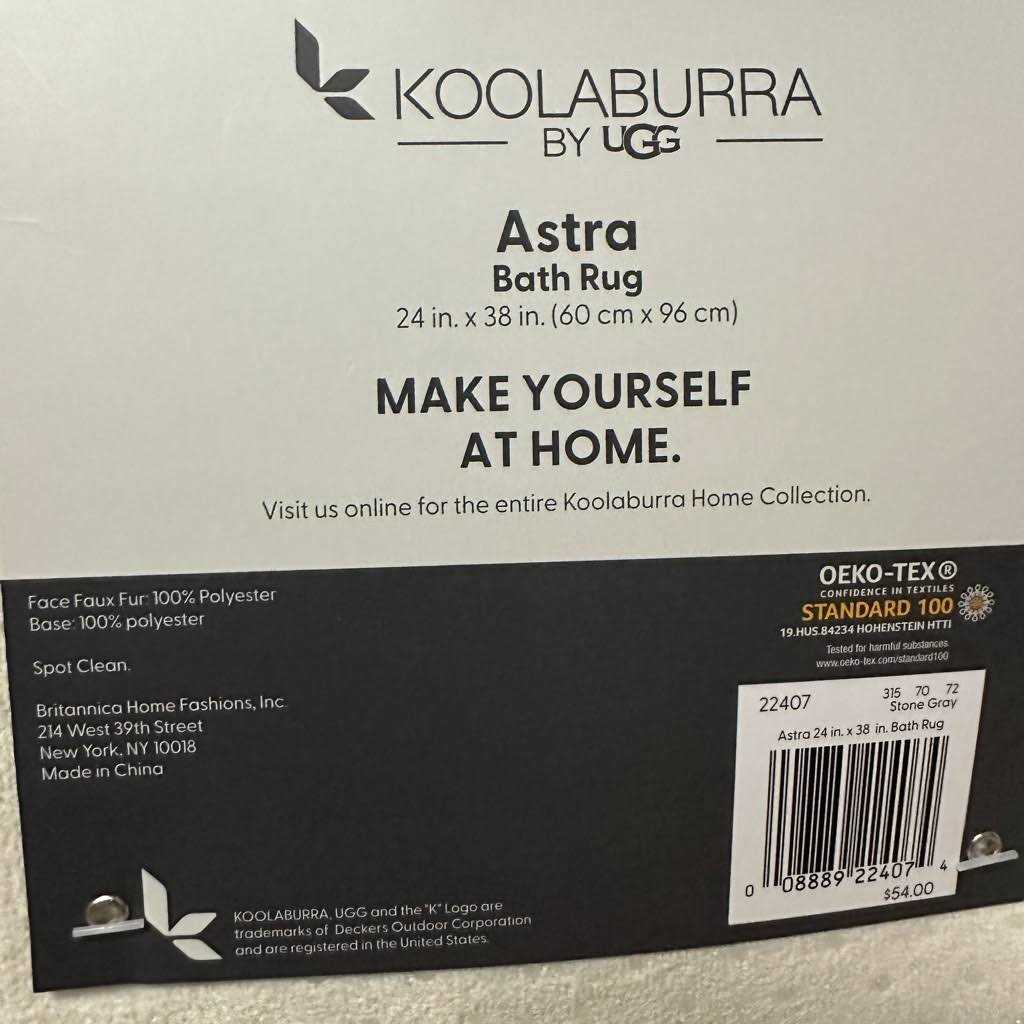 KOOLABURRA
BY UGG
Astra
Bath Rug
24 in. x 38 in. (60 cm x 96 cm)
MAKE YOURSELF
AT HOME.
Visit us online for the entire Koolaburra Home Collection.
Face Faux Fur: 100% Polyester
Base: 100% polyester
Spot Clean.
Britannica Home Fashions, Inc
214 West 39th Street
New York, NY 10018
Made in China
KOOLABURRA, UGG and the "K" Logo are
trademarks of Deckers Outdoor Corporation
and are registered in the United States.
OEKO-TEX®
CONFIDENCE IN TEXTILES
STANDARD 100
19.HUS.84234 HOHENSTEIN HTTI
Tested for harmful substances
www.oeko-tex.com/standard100
22407 315 70 72
Stone Gray
Astra 24 in. x 38 in. Bath Rug
0 08889 22407 4
$54.00